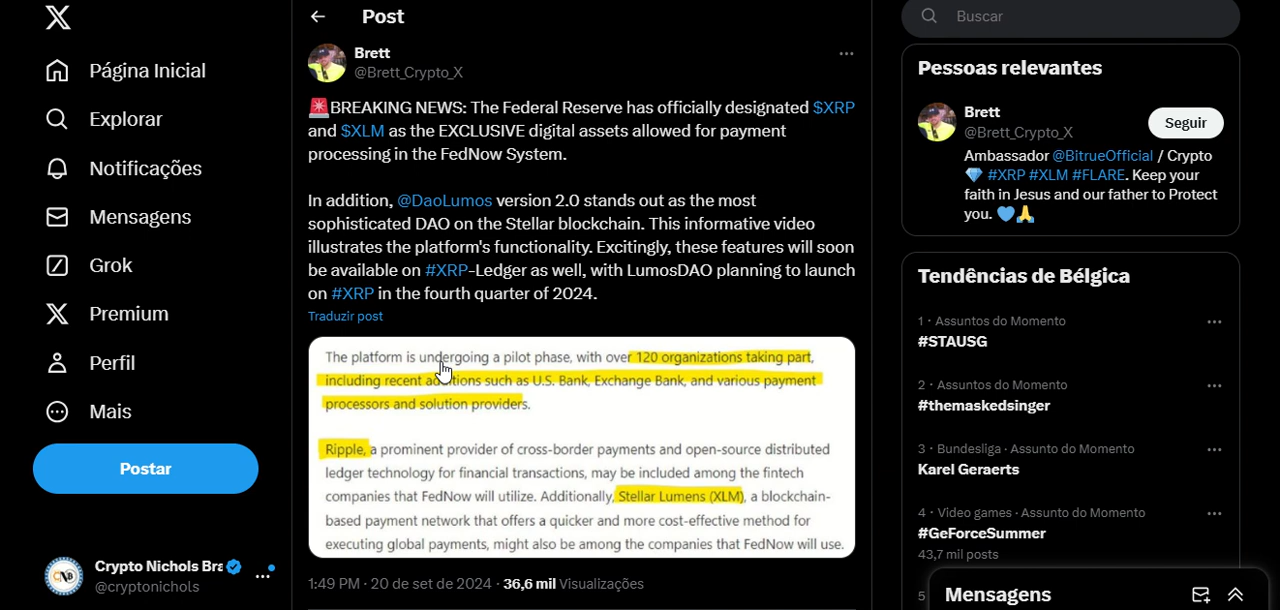 Página Inicial
Explorar
Notificações
Mensagens
Grok
Premium
Perfil
Mais
Postar
Crypto Nichols Bra
@cryptonichols
Post
Brett
@Brett_Crypto_X
🚨BREAKING NEWS: The Federal Reserve has officially designated $XRP
and $XLM as the EXCLUSIVE digital assets allowed for payment
processing in the FedNow System.
In addition, @DaoLumos version 2.0 stands out as the most
sophisticated DAO on the Stellar blockchain. This informative video
illustrates the platform's functionality. Excitingly, these features will soon
be available on #XRP-Ledger as well, with LumosDAO planning to launch
on #XRP in the fourth quarter of 2024.
Traduzir post
The platform is undergoing a pilot phase, with over 120 organizations taking part,
including recent additions such as U.S. Bank, Exchange Bank, and various payment
processors and solution providers.
Ripple, a prominent provider of cross-border payments and open-source distributed
ledger technology for financial transactions, may be included among the fintech
companies that FedNow will utilize. Additionally, Stellar Lumens (XLM), a blockchain-
based payment network that offers a quicker and more cost-effective method for
executing global payments, might also be among the companies that FedNow will use.
1:49 PM · 20 de set de 2024 · 36,6 mil Visualizações
Buscar
Pessoas relevantes
Brett
@Brett_Crypto_X
Seguir
Ambassador @BitrueOfficial / Crypto
💎 #XRP #XLM #FLARE. Keep your
faith in Jesus and our father to Protect
you. 💙🙏
Tendências de Bélgica
1 · Assuntos do Momento
#STAUSG
2 · Assuntos do Momento
#themaskedsinger
3 · Bundesliga · Assunto do Momento
Karel Geraerts
4 · Video games · Assunto do Momento
#GeForceSummer
43,7 mil posts
5
Mensagens